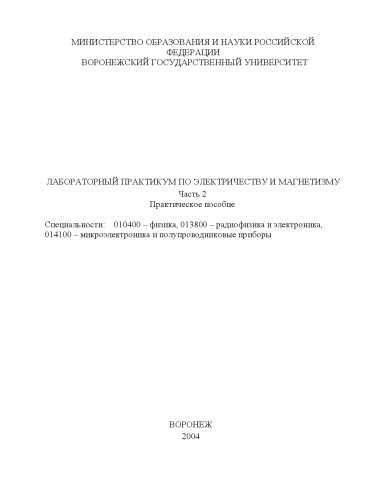 МИНИСТЕРСТВО ОБРАЗОВАНИЯ И НАУКИ РОССИЙСКОЙ
ФЕДЕРАЦИИ
ВОРОНЕЖСКИЙ ГОСУДАРСТВЕННЫЙ УНИВЕРСИТЕТ
ЛАБОРАТОРНЫЙ ПРАКТИКУМ ПО ЭЛЕКТРИЧЕСТВУ И МАГНЕТИЗМУ
Часть 2
Практическое пособие
Специальности: 010400 – физика, 013800 – радиофизика и электроника,
014100 – микроэлектроника и полупроводниковые приборы
ВОРОНЕЖ
2004